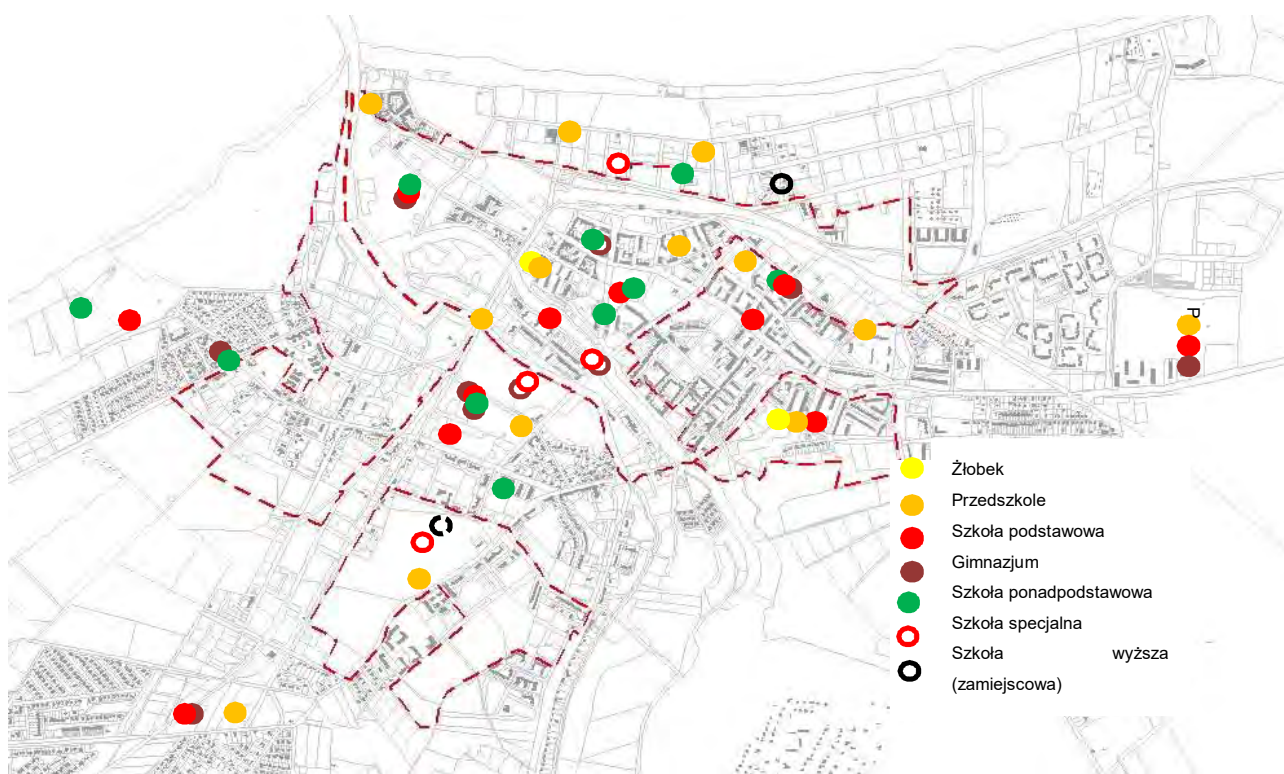 P
Żłobek
Przedszkole
Szkoła podstawowa
Gimnazjum
Szkoła ponadpodstawowa
Szkoła specjalna
Szkoła wyższa
(zamiejscowa)